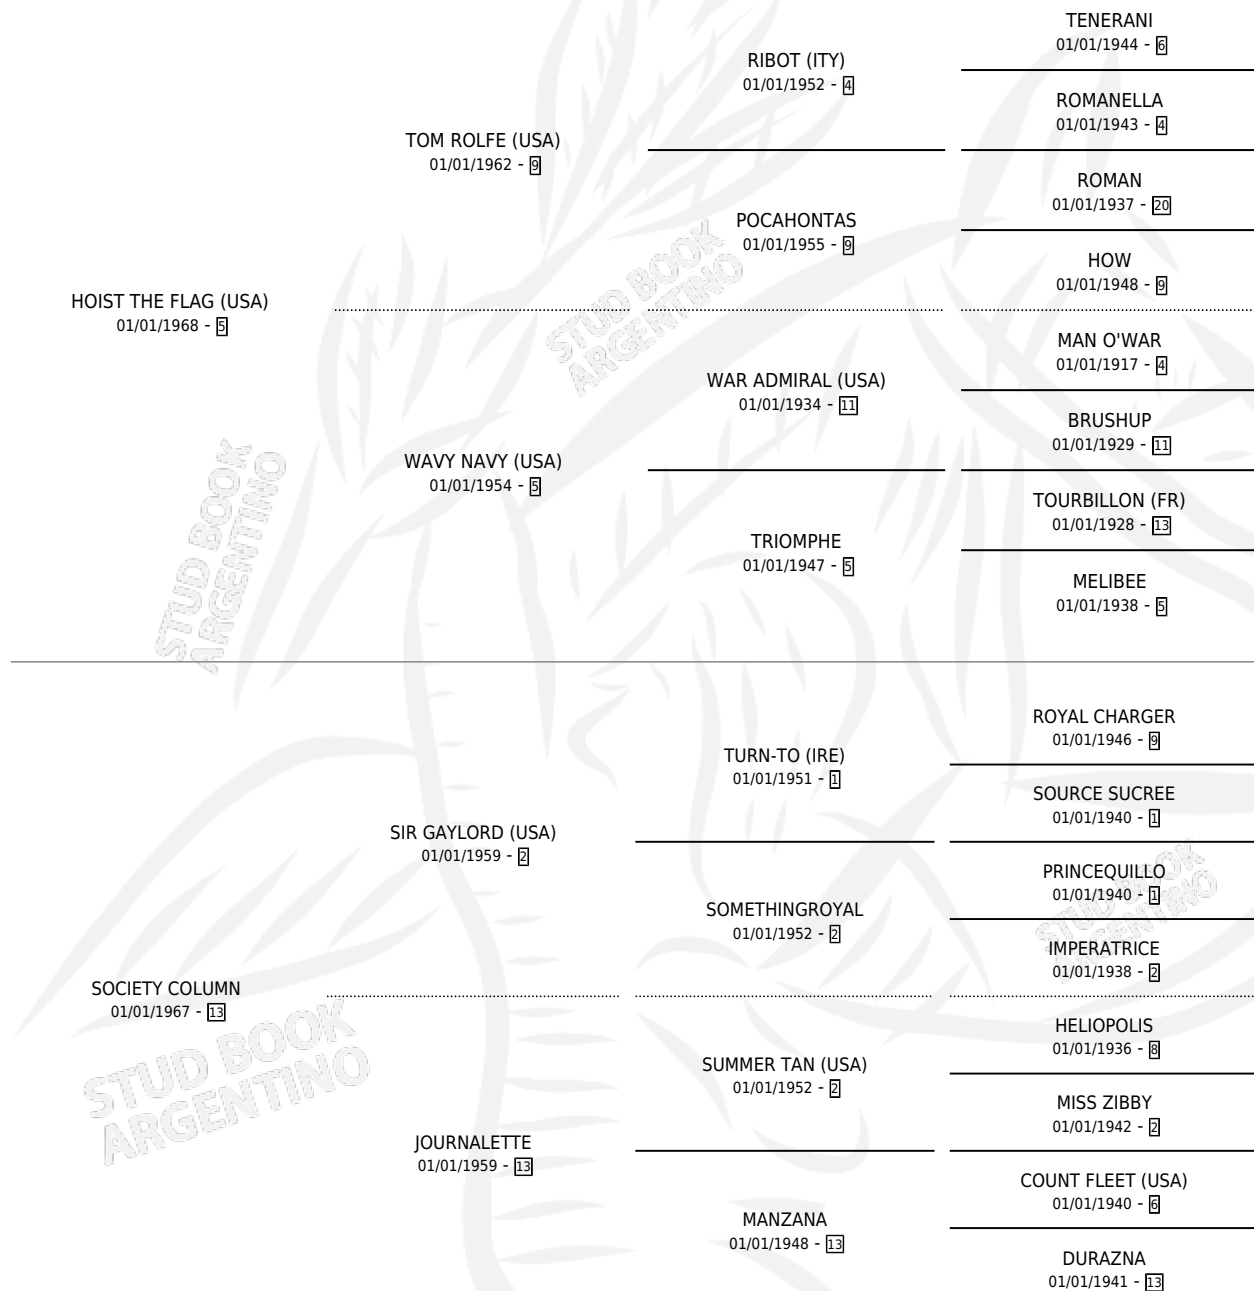 TENERANI
01/01/1944 - 6
RIBOT (ITY)
01/01/1952 - 4
ROMANELLA
01/01/1943 - 4
TOM ROLFE (USA)
01/01/1962 - 9
ROMAN
01/01/1937 - 20
POCAHONTAS
01/01/1955 - 9
HOW
01/01/1948 - 9
HOIST THE FLAG (USA)
01/01/1968 - 5
STUD BOOK
ARGENTINO
MAN O'WAR
01/01/1917 - 4
WAR ADMIRAL (USA)
01/01/1934 - 11
BRUSHUP
01/01/1929 - 11
WAVY NAVY (USA)
01/01/1954 - 5
TOURBILLON (FR)
01/01/1928 - 13
TRIOMPHE
01/01/1947 - 5
MELIBEE
01/01/1938 - 5
STUD BOOK
ARGENTINO
ROYAL CHARGER
01/01/1946 - 9
TURN-TO (IRE)
01/01/1951 - 1
SOURCE SUCREE
01/01/1940 - 1
SIR GAYLORD (USA)
01/01/1959 - 2
PRINCEQUILLO
01/01/1940 - 1
SOMETHINGROYAL
01/01/1952 - 2
STUD BOOK
ARGENTINO
IMPERATRICE
01/01/1938 - 2
SOCIETY COLUMN
01/01/1967 - 13
HELIOPOLIS
01/01/1936 - 8
SUMMER TAN (USA)
01/01/1952 - 2
STUD BOOK
ARGENTINO
MISS ZIBBY
01/01/1942 - 2
JOURNALETTE
01/01/1959 - 13
COUNT FLEET (USA)
01/01/1940 - 6
MANZANA
01/01/1948 - 13
DURAZNA
01/01/1941 - 13